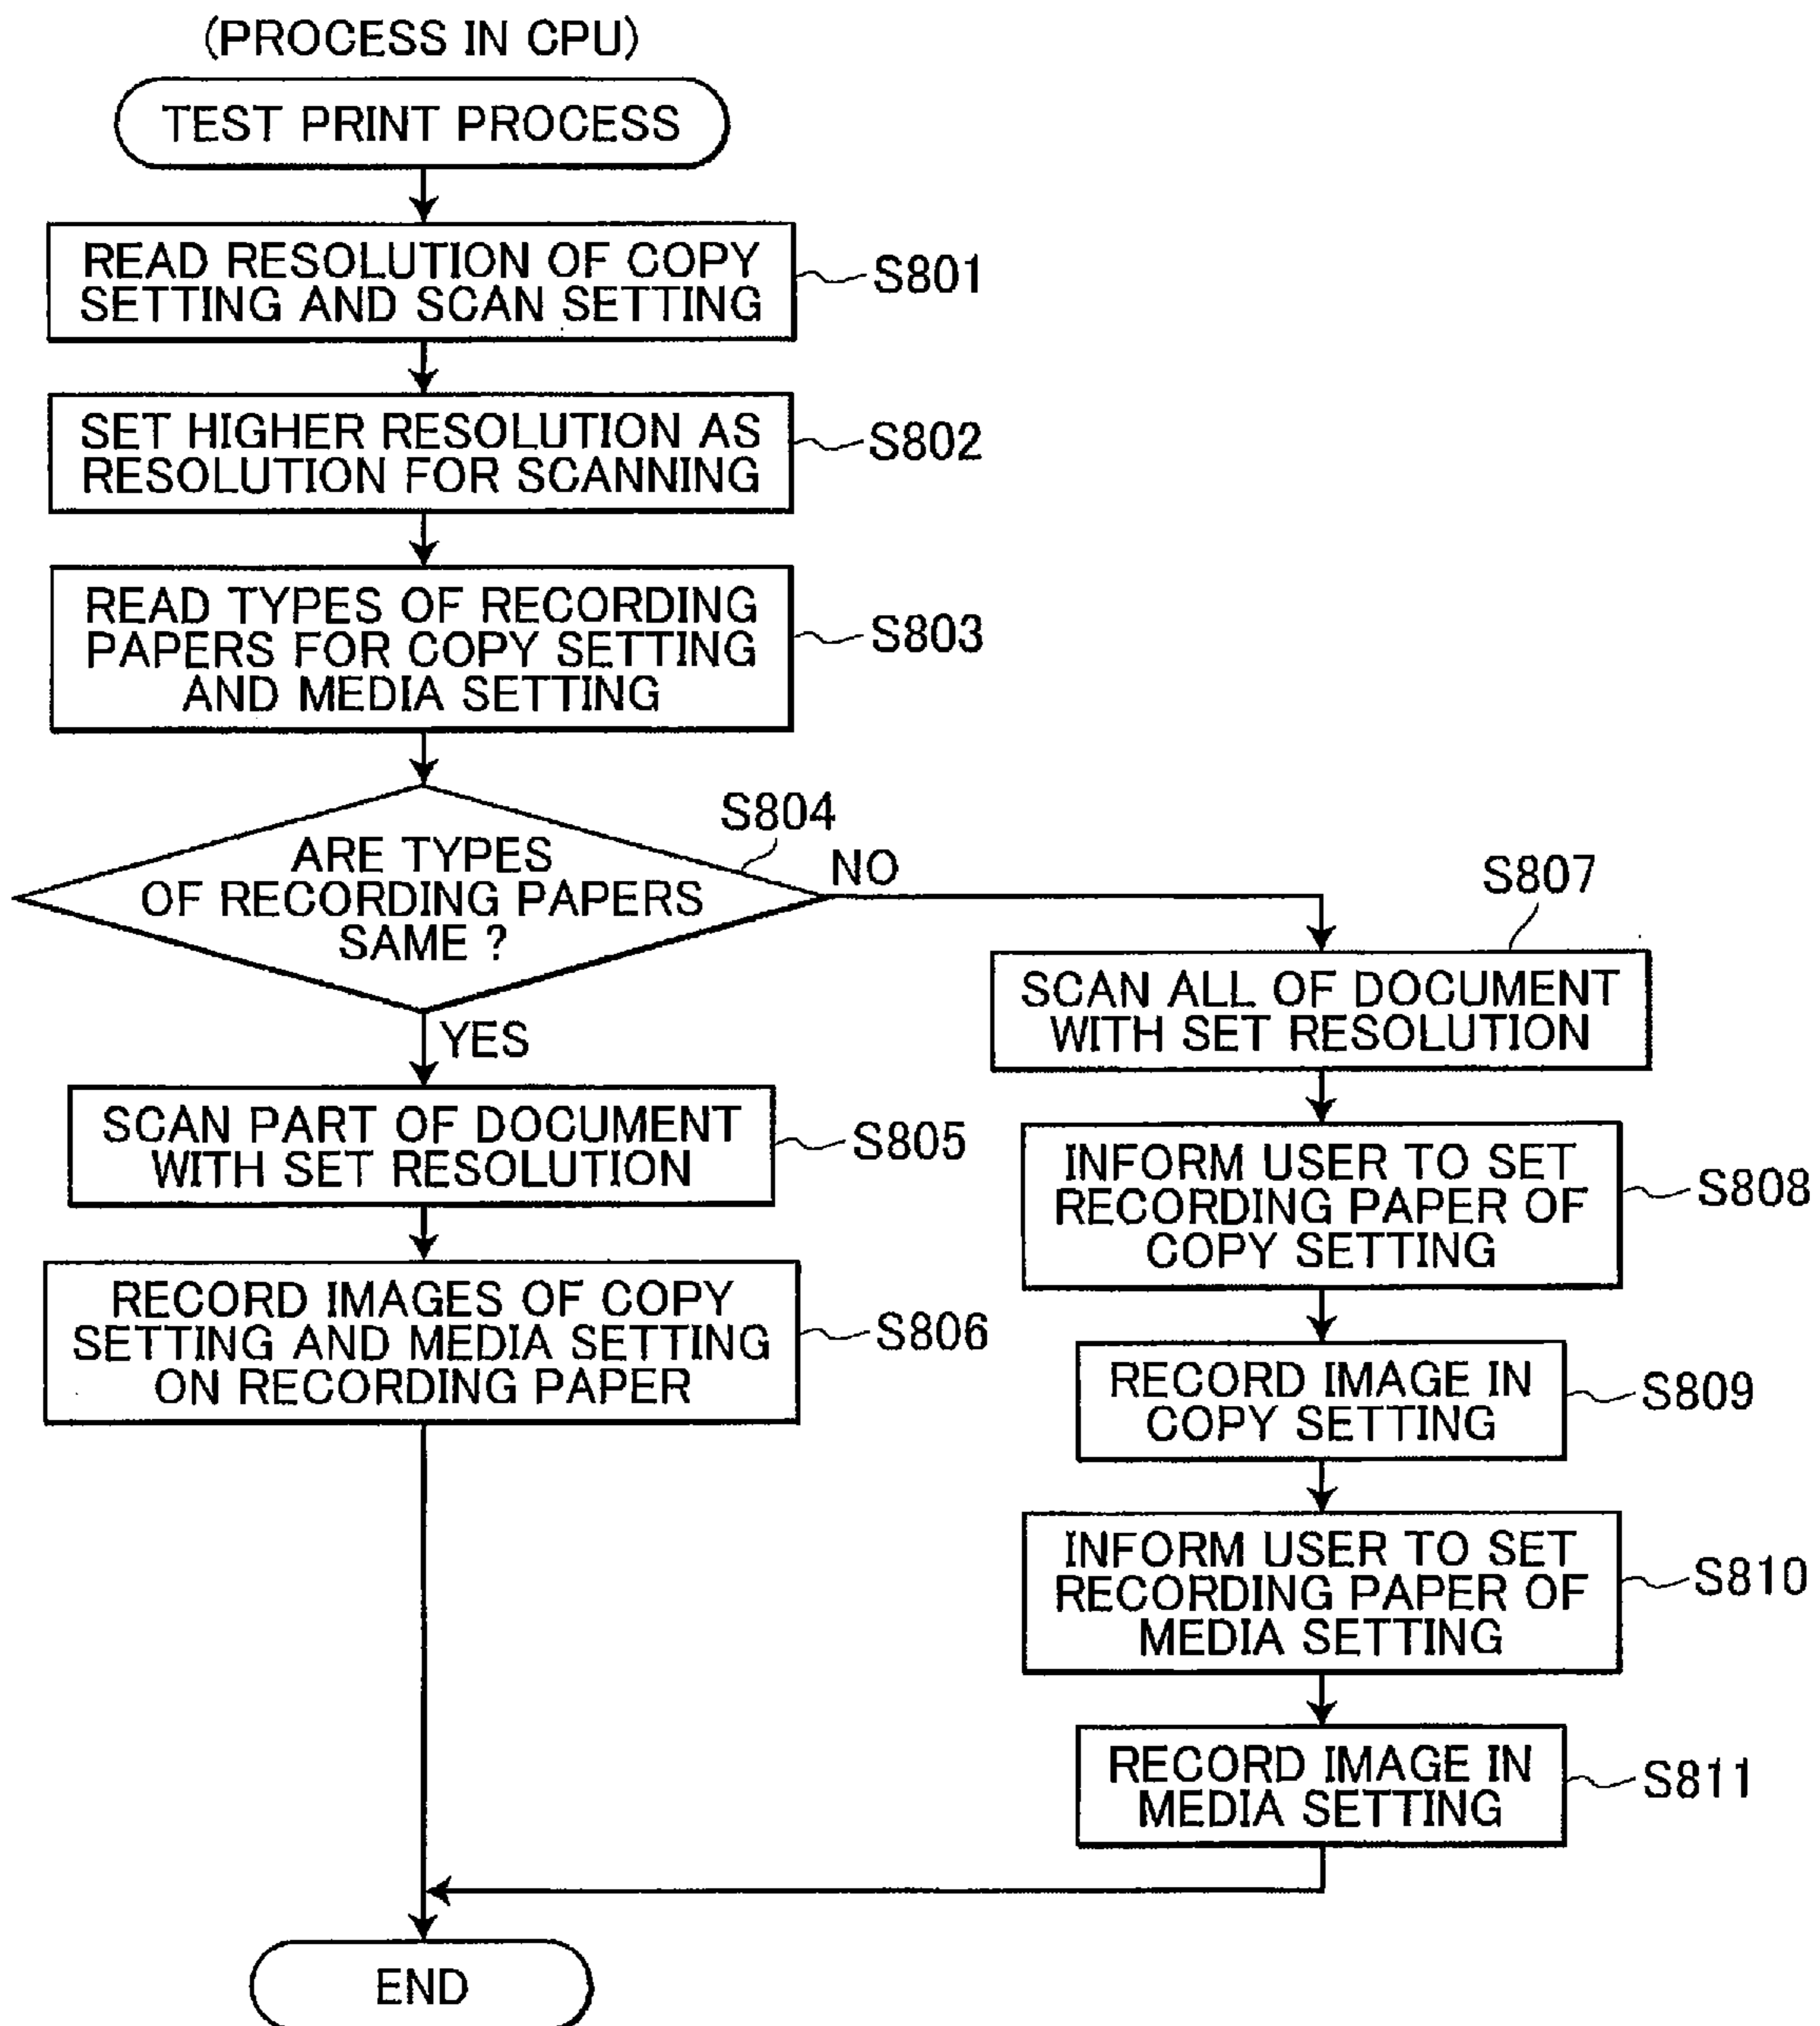 (PROCESS IN CPU)
TEST PRINT PROCESS
READ RESOLUTION OF COPY
SETTING AND SCAN SETTING
S801
SET HIGHER RESOLUTION AS
RESOLUTION FOR SCANNING
S802
READ TYPES OF RECORDING
PAPERS FOR COPY SETTING
AND MEDIA SETTING
S803
S804
ARE TYPES
OF RECORDING PAPERS
SAME ?
NO
YES
SCAN PART OF DOCUMENT
WITH SET RESOLUTION
S805
RECORD IMAGES OF COPY
SETTING AND MEDIA SETTING
ON RECORDING PAPER
S806
S807
SCAN ALL OF DOCUMENT
WITH SET RESOLUTION
INFORM USER TO SET
RECORDING PAPER OF
COPY SETTING
S808
RECORD IMAGE IN
COPY SETTING
S809
INFORM USER TO SET
RECORDING PAPER OF
MEDIA SETTING
S810
RECORD IMAGE IN
MEDIA SETTING
S811
END